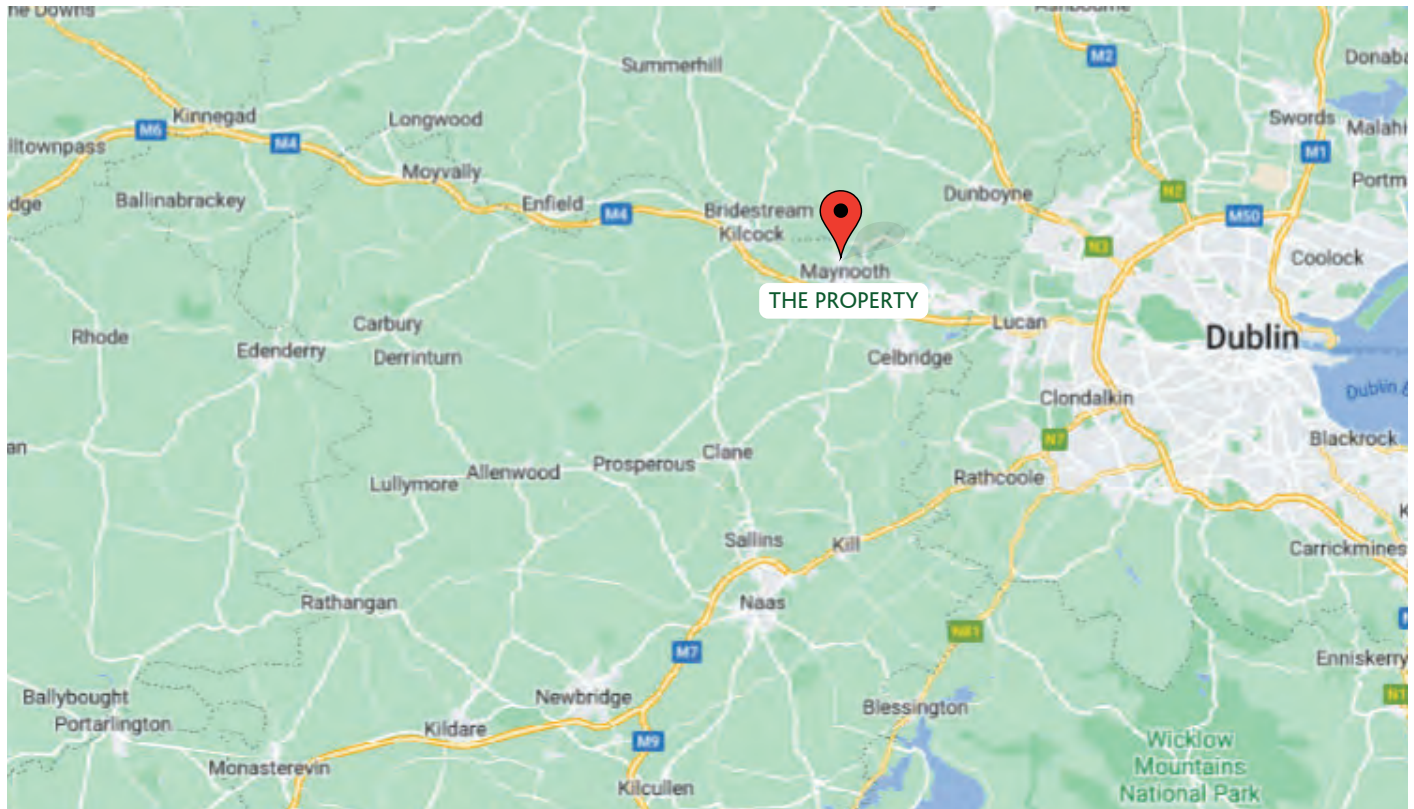 ne Downs
Ashbourne
M2
Donaba
Summerhill
Kinnegad
Longwood
Swords
Malahi
M6
M4
lltownpass
M1
Moyvally
Portm
dge
Ballinabrackey
Enfield
M4
Bridestream
Kilcock
Dunboyne
N2
M50
N3
Coolock
Maynooth
THE PROPERTY
Rhode
Carbury
Edenderry
Derrinturn
Lucan
Dublin
Celbridge
Clondalkin
Dublin
N7
Blackrock
an
Clane
Prosperous
Allenwood
Lullymore
Rathcoole
Sallins
Kill
Carrickmines
Rathangan
Naas
N81
M7
Enniskerry
Ballybought
Portarlington
Newbridge
Blessington
N1
Kildare
M9
Wicklow
Mountains
National Park
Monasterevin
Kilcullen